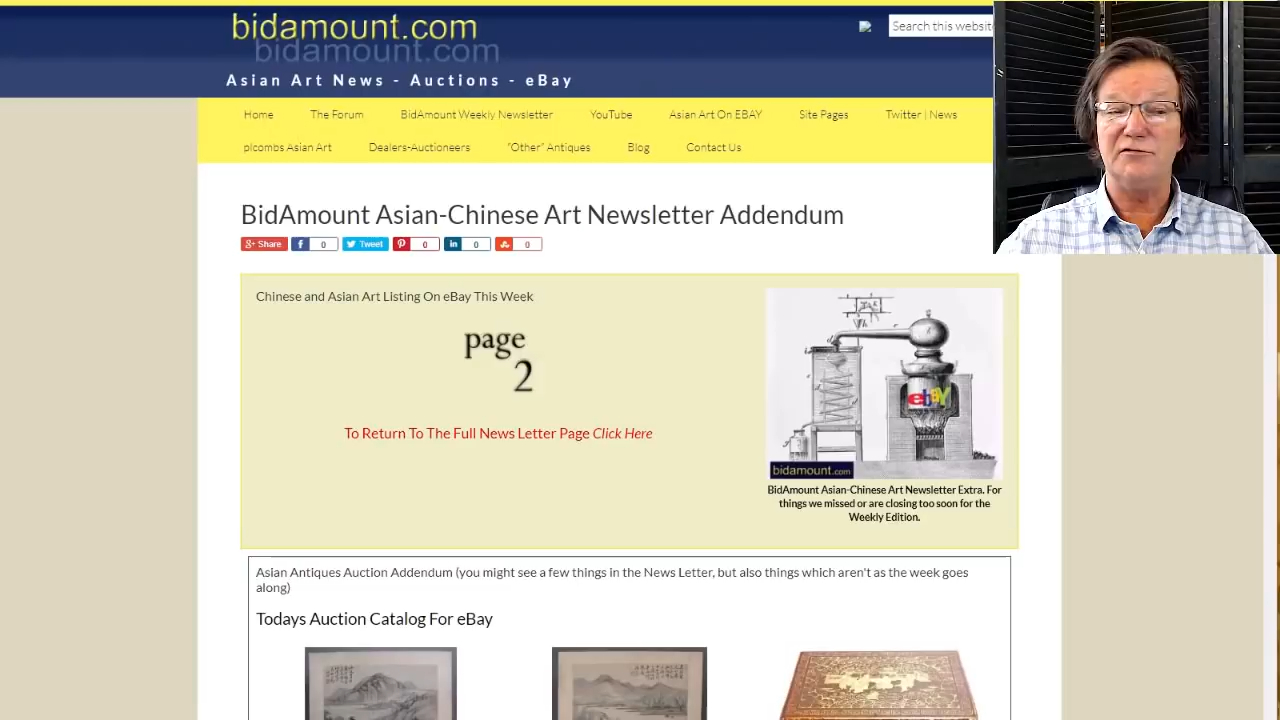 bidamount.com
bidamount.com
Asian Art News - Auctions - eBay
Search this websit
Home The Forum BidAmount Weekly Newsletter YouTube Asian Art On EBAY Site Pages Twitter | News
plcombs Asian Art Dealers-Auctioneers "Other" Antiques Blog Contact Us
BidAmount Asian-Chinese Art Newsletter Addendum
Share 0 Tweet 0 0 0
Chinese and Asian Art Listing On eBay This Week
page
2
To Return To The Full News Letter Page Click Here
ebay
bidamount.com
BidAmount Asian-Chinese Art Newsletter Extra. For
things we missed or are closing too soon for the
Weekly Edition.
Asian Antiques Auction Addendum (you might see a few things in the News Letter, but also things which aren't as the week goes
along)
Todays Auction Catalog For eBay